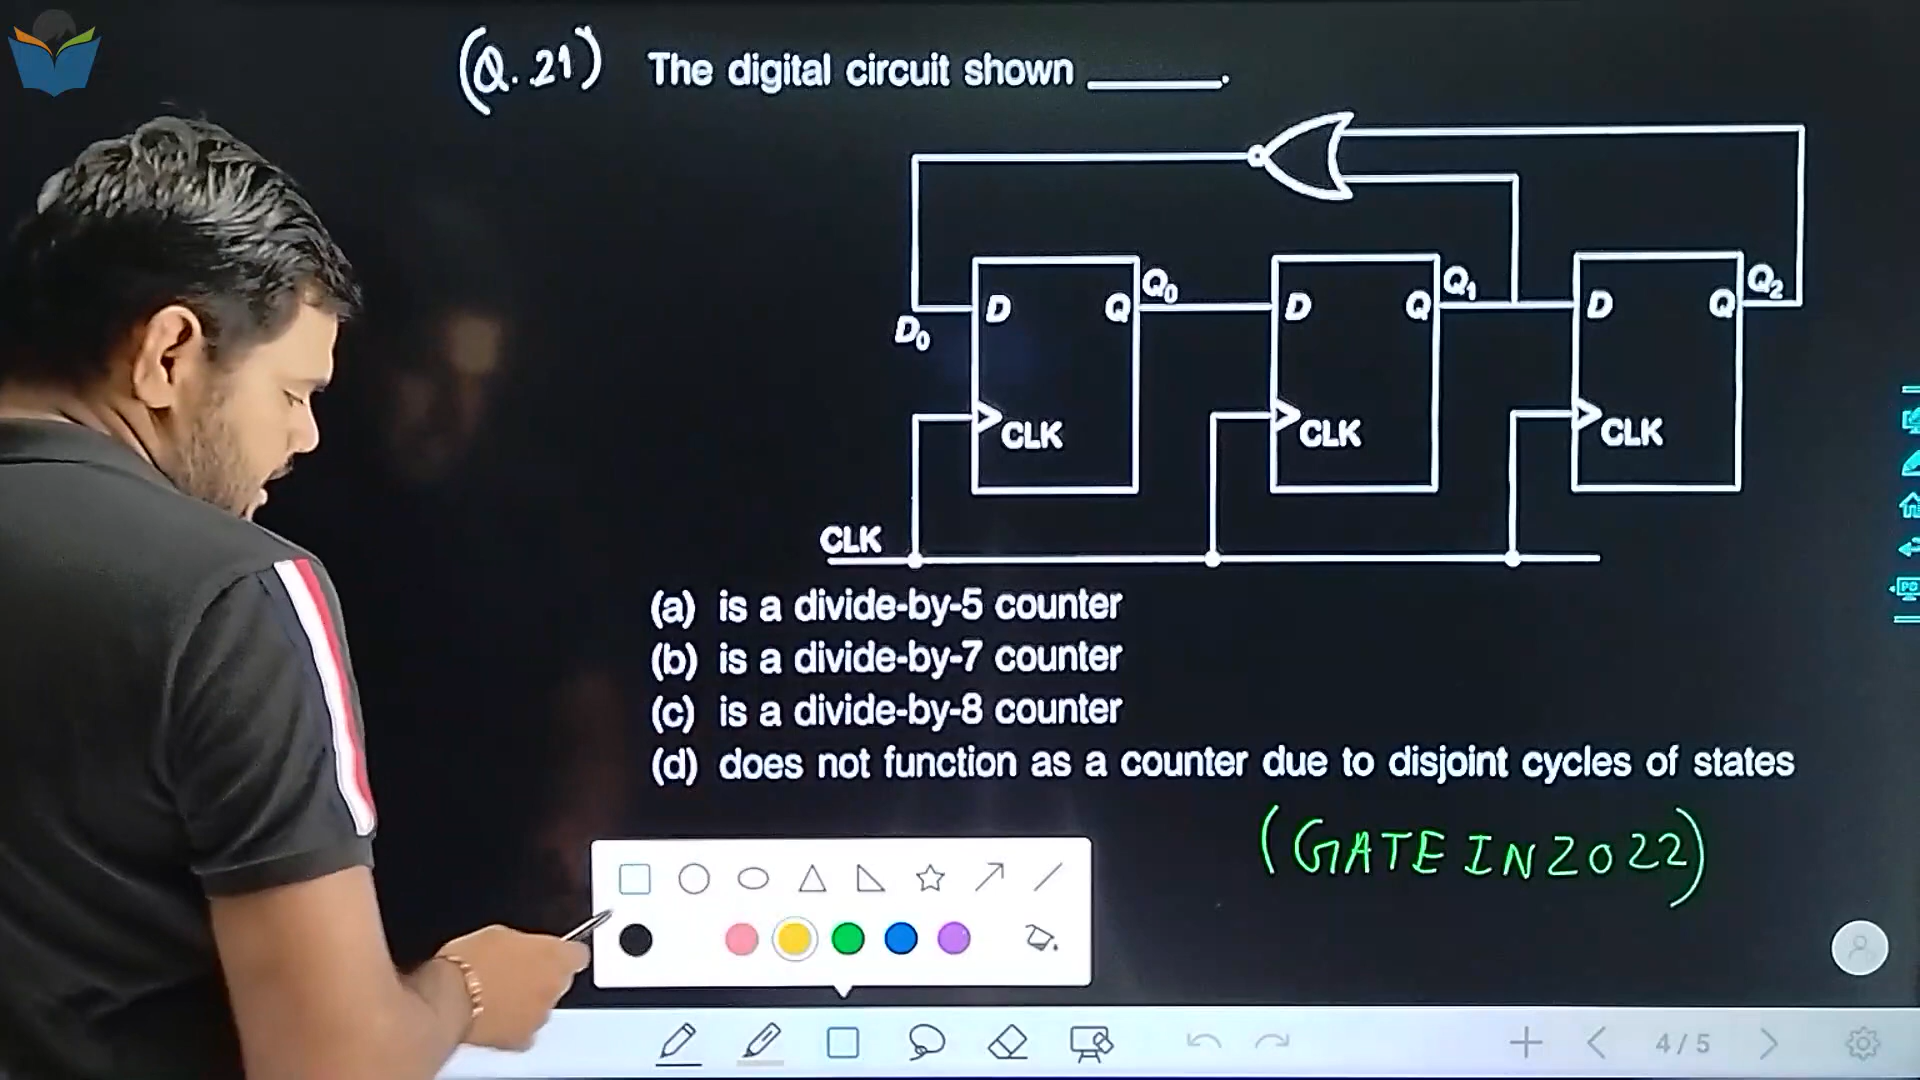 (Q.21) The digital circuit shown ______.
D₀ D Q Q₀ D Q Q₁ D Q Q₂
CLK CLK CLK
CLK
(a) is a divide-by-5 counter
(b) is a divide-by-7 counter
(c) is a divide-by-8 counter
(d) does not function as a counter due to disjoint cycles of states
(GATE IN 2022)
4/5